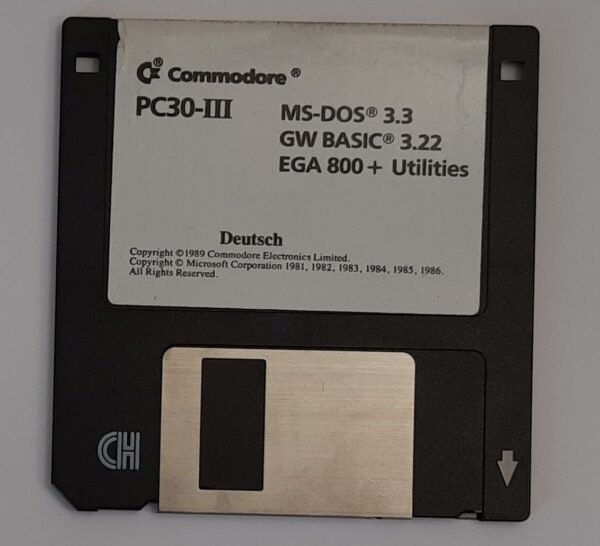 Commodore®
PC30-III
MS-DOS® 3.3
GW BASIC® 3.22
EGA 800 + Utilities
Deutsch
Copyright ©1989 Commodore Electronics Limited.
Copyright © Microsoft Corporation 1981, 1982, 1983, 1984, 1985, 1986.
All Rights Reserved.
CH